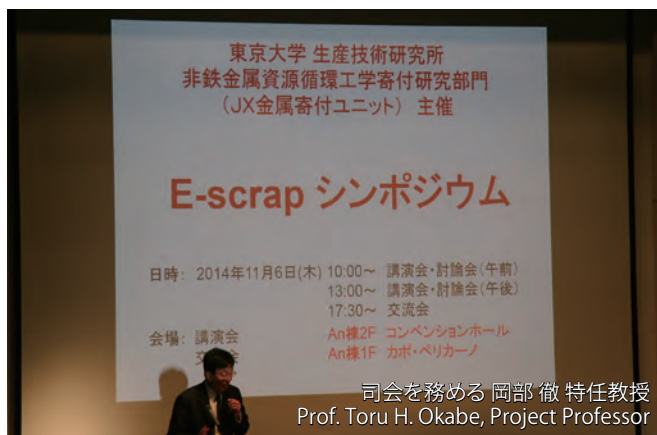 東京大学 生産技術研究所
非鉄金属資源循環工学寄付研究部門
(JX金属寄付ユニット) 主催
E-scrap シンポジウム
日時: 2014年11月6日(木) 10:00~ 講演会・討論会(午前)
13:00~ 講演会・討論会(午後)
17:30~ 交流会
会場: 講演会 An棟2F コンベンションホール
交 会 An棟1F カポ・ペリカーノ
司会を務める 岡部 徹 特任教授
Prof. Toru H. Okabe, Project Professor